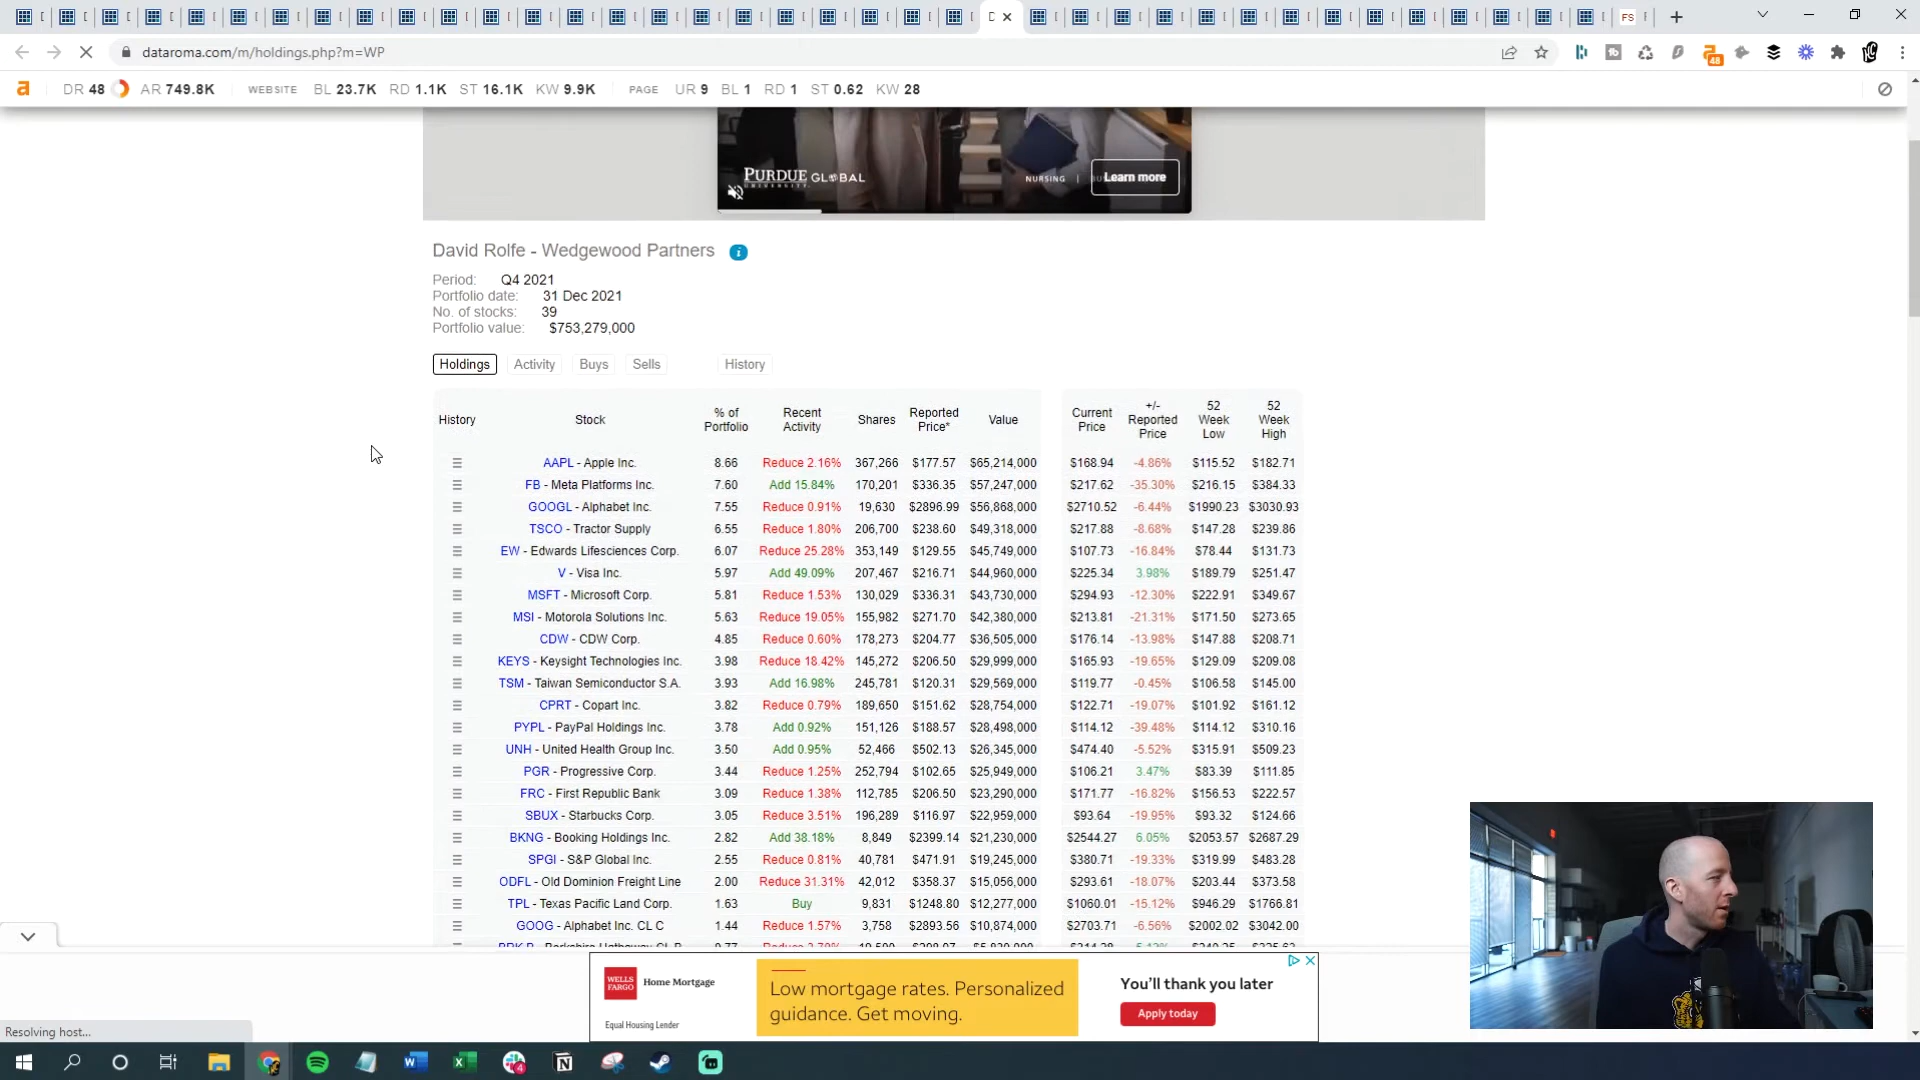 dataroma.com/m/holdings.php?m=WP
48
DR 48 AR 749.8K WEBSITE BL 23.7K RD 1.1K ST 16.1K KW 9.9K PAGE UR 9 BL 1 RD 1 ST 0.62 KW 28
PURDUE GLOBAL
UNIVERSITY
NURSING |
Learn more
David Rolfe - Wedgewood Partners
Period: Q4 2021
Portfolio date: 31 Dec 2021
No. of stocks: 39
Portfolio value: $753,279,000
Holdings Activity Buys Sells History
History Stock % of Portfolio Recent Activity Shares Reported Price* Value Current Price +/- Reported Price 52 Week Low 52 Week High
AAPL - Apple Inc. 8.66 Reduce 2.16% 367,266 $177.57 $65,214,000 $168.94 -4.86% $115.52 $182.71
FB - Meta Platforms Inc. 7.60 Add 15.84% 170,201 $336.35 $57,247,000 $217.62 -35.30% $216.15 $384.33
GOOGL - Alphabet Inc. 7.55 Reduce 0.91% 19,630 $2896.99 $56,868,000 $2710.52 -6.44% $1990.23 $3030.93
TSCO - Tractor Supply 6.55 Reduce 1.80% 206,700 $238.60 $49,318,000 $217.88 -8.68% $147.28 $239.86
EW - Edwards Lifesciences Corp. 6.07 Reduce 25.28% 353,149 $129.55 $45,749,000 $107.73 -16.84% $78.44 $131.73
V - Visa Inc. 5.97 Add 49.09% 207,467 $216.71 $44,960,000 $225.34 3.98% $189.79 $251.47
MSFT - Microsoft Corp. 5.81 Reduce 1.53% 130,029 $336.31 $43,730,000 $294.93 -12.30% $222.91 $349.67
MSI - Motorola Solutions Inc. 5.63 Reduce 19.05% 155,982 $271.70 $42,380,000 $213.81 -21.31% $171.50 $273.65
CDW - CDW Corp. 4.85 Reduce 0.60% 178,273 $204.77 $36,505,000 $176.14 -13.98% $147.88 $208.71
KEYS - Keysight Technologies Inc. 3.98 Reduce 18.42% 145,272 $206.50 $29,999,000 $165.93 -19.65% $129.09 $209.08
TSM - Taiwan Semiconductor S.A. 3.93 Add 16.98% 245,781 $120.31 $29,569,000 $119.77 -0.45% $106.58 $145.00
CPRT - Copart Inc. 3.82 Reduce 0.79% 189,650 $151.62 $28,754,000 $122.71 -19.07% $101.92 $161.12
PYPL - PayPal Holdings Inc. 3.78 Add 0.92% 151,126 $188.57 $28,498,000 $114.12 -39.48% $114.12 $310.16
UNH - United Health Group Inc. 3.50 Add 0.95% 52,466 $502.13 $26,345,000 $474.40 -5.52% $315.91 $509.23
PGR - Progressive Corp. 3.44 Reduce 1.25% 252,794 $102.65 $25,949,000 $106.21 3.47% $83.39 $111.85
FRC - First Republic Bank 3.09 Reduce 1.38% 112,785 $206.50 $23,290,000 $171.77 -16.82% $156.53 $222.57
SBUX - Starbucks Corp. 3.05 Reduce 3.51% 196,289 $116.97 $22,959,000 $93.64 -19.95% $93.32 $124.66
BKNG - Booking Holdings Inc. 2.82 Add 38.18% 8,849 $2399.14 $21,230,000 $2544.27 6.05% $2053.57 $2687.29
SPGI - S&P Global Inc. 2.55 Reduce 0.81% 40,781 $471.91 $19,245,000 $380.71 -19.33% $319.99 $483.28
ODFL - Old Dominion Freight Line 2.00 Reduce 31.31% 42,012 $358.37 $15,056,000 $293.61 -18.07% $203.44 $373.58
TPL - Texas Pacific Land Corp. 1.63 Buy 9,831 $1248.80 $12,277,000 $1060.01 -15.12% $946.29 $1766.81
GOOG - Alphabet Inc. CL C 1.44 Reduce 1.57% 3,758 $2893.56 $10,874,000 $2703.71 -6.56% $2002.02 $3042.00
WELLS FARGO Home Mortgage
Equal Housing Lender
Low mortgage rates. Personalized
guidance. Get moving.
You'll thank you later
Apply today
Resolving host...